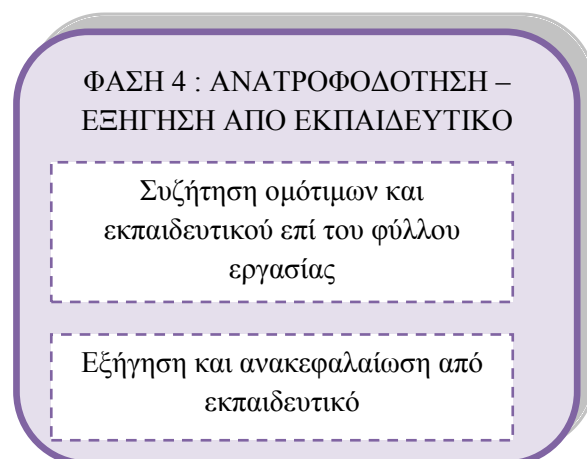 ΦΑΣΗ 4 : ΑΝΑΤΡΟΦΟΔΟΤΗΣΗ –
ΕΞΗΓΗΣΗ ΑΠΟ ΕΚΠΑΙΔΕΥΤΙΚΟ
Συζήτηση ομότιμων και
εκπαιδευτικού επί του φύλλου
εργασίας
Εξήγηση και ανακεφαλαίωση από
εκπαιδευτικό